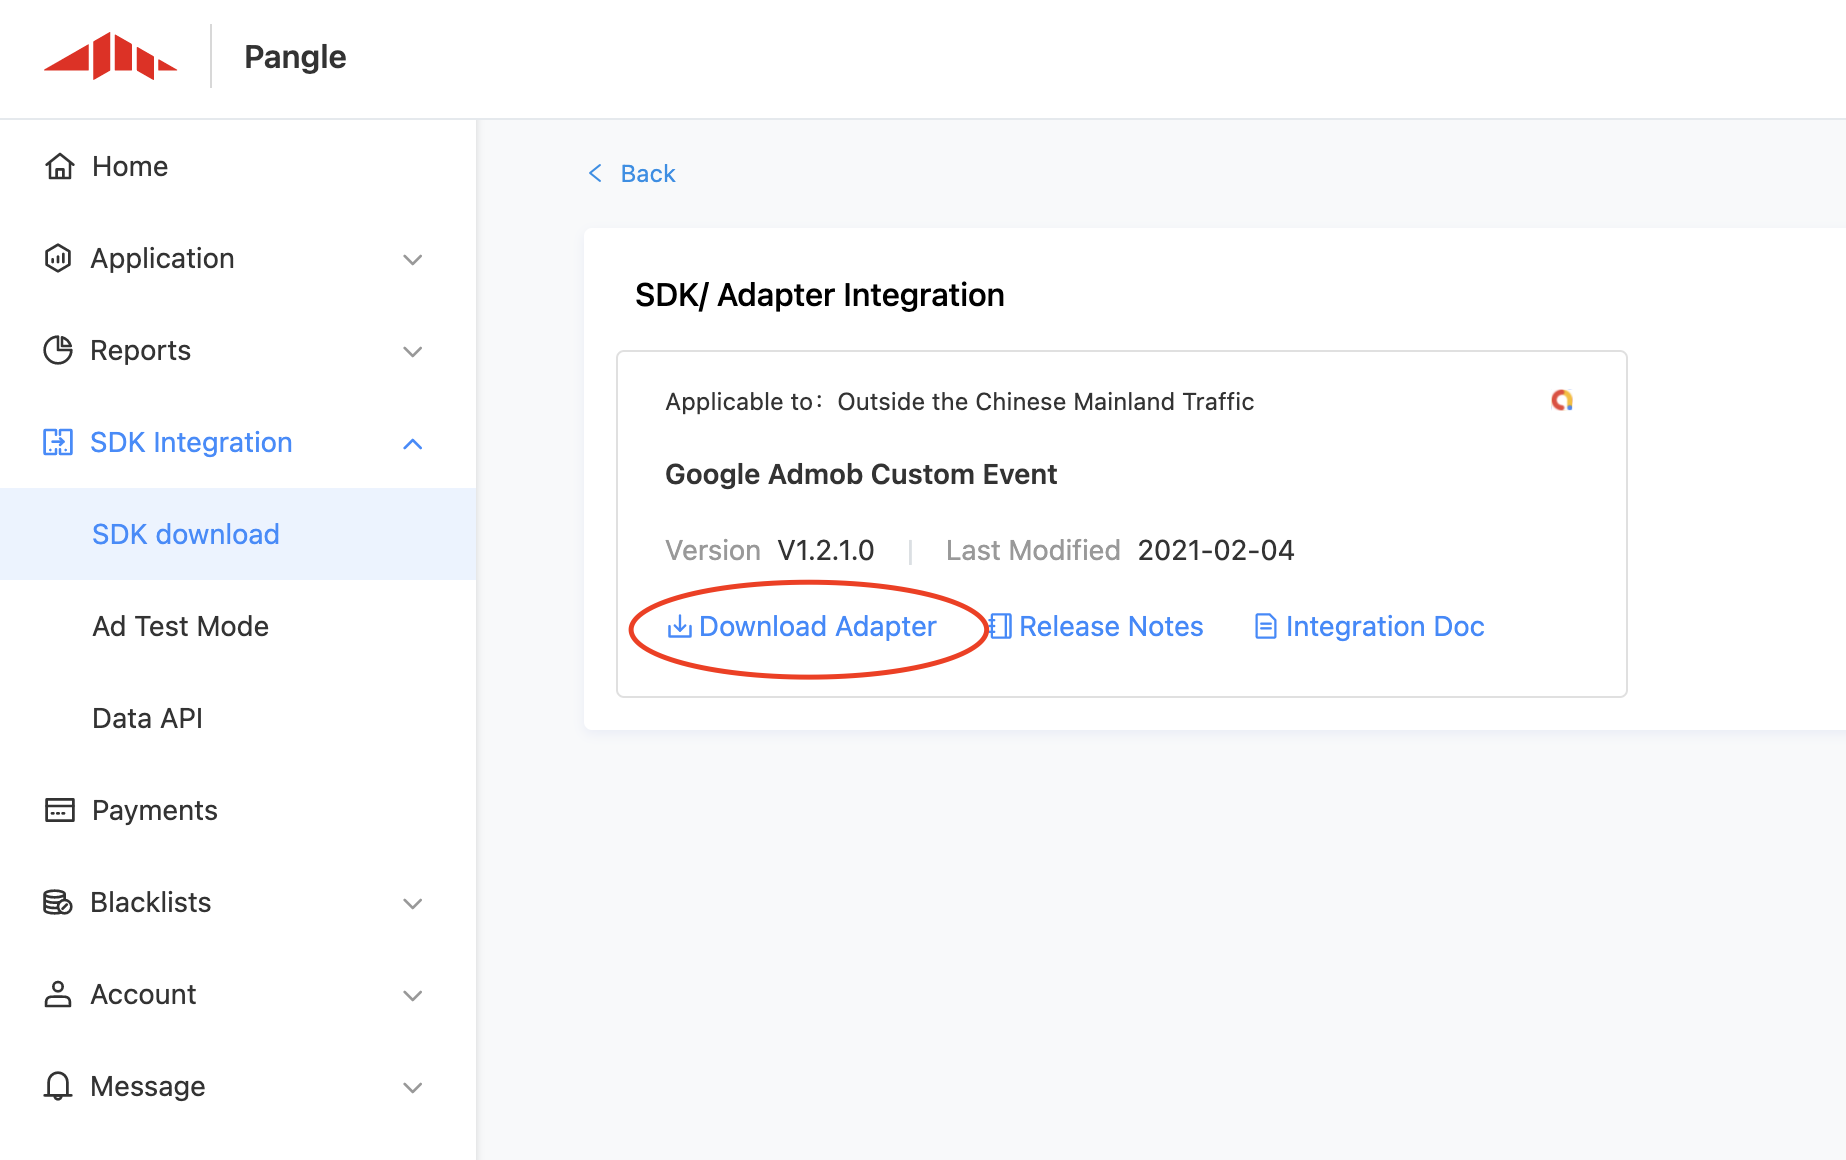 Pangle
Home
Application
Reports
SDK Integration
SDK download
Ad Test Mode
Data API
Payments
Blacklists
Account
Message
Back
SDK/ Adapter Integration
Applicable to: Outside the Chinese Mainland Traffic
Google Admob Custom Event
Version V1.2.1.0 | Last Modified 2021-02-04
Download Adapter Release Notes Integration Doc